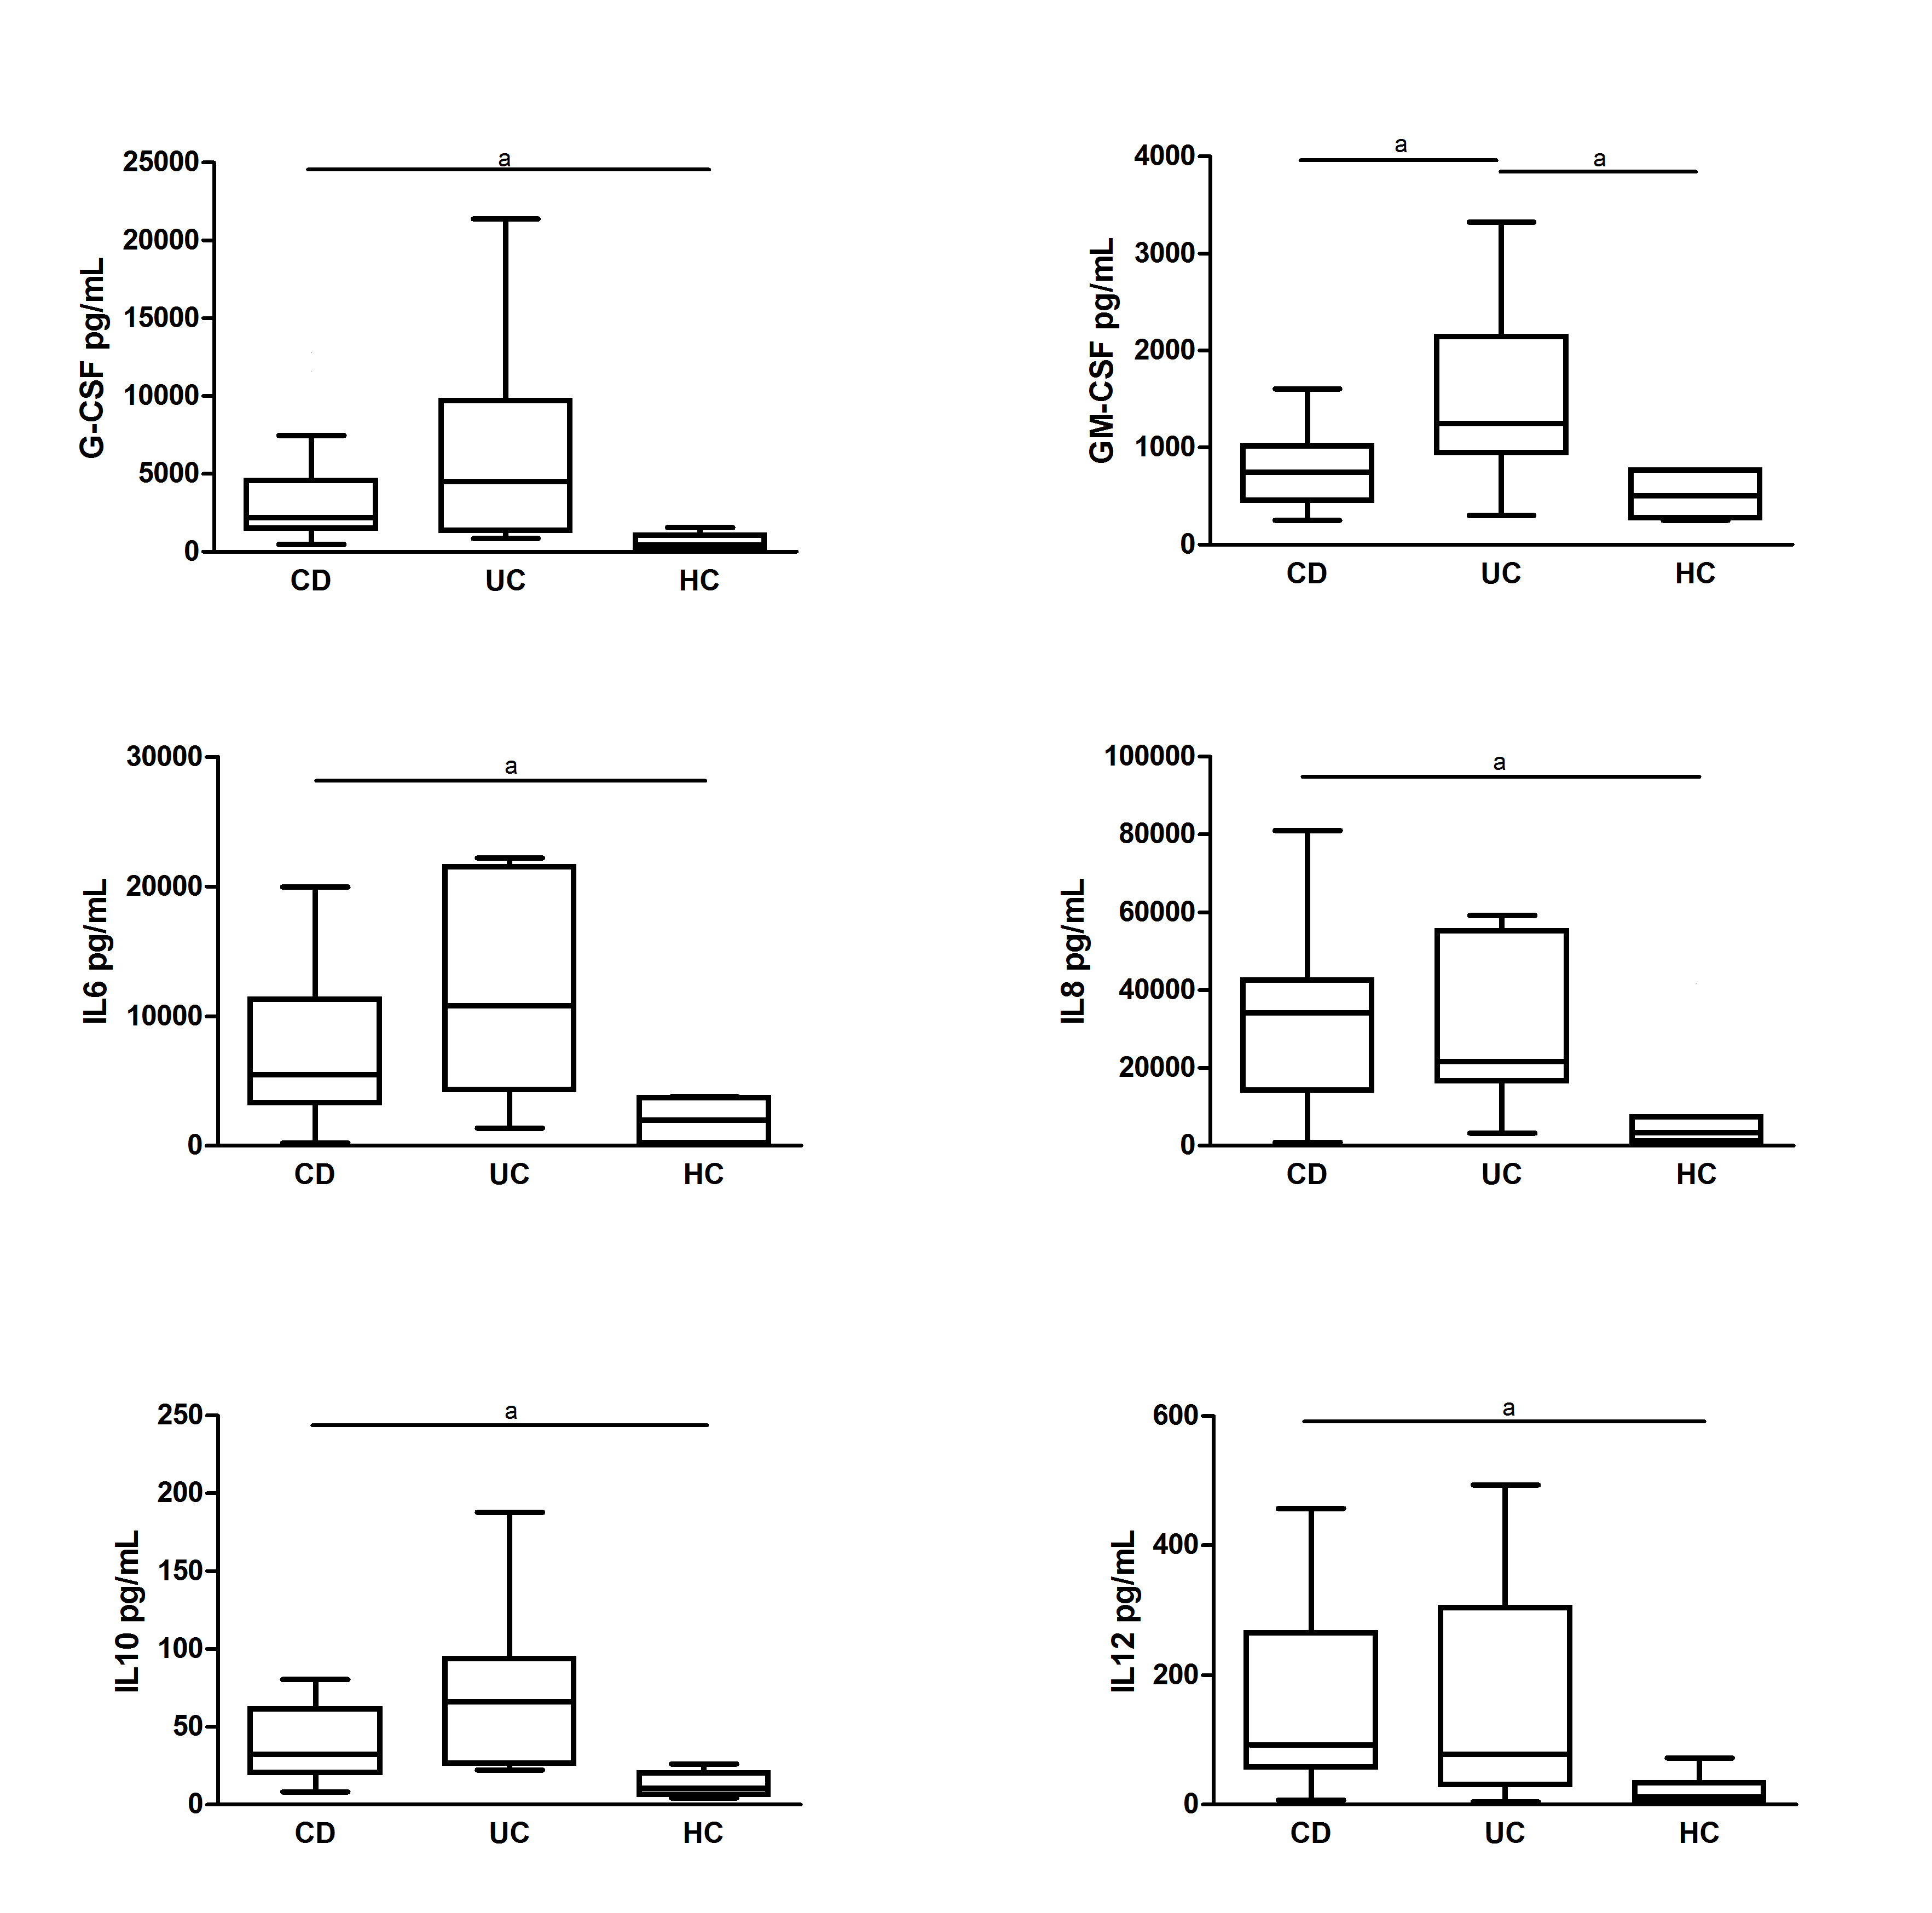 a
25000
20000
15000
10000
5000
0
G-CSF pg/mL
CD UC HC
a
a
4000
3000
2000
1000
0
GM-CSF pg/mL
CD UC HC
a
30000
20000
10000
0
IL6 pg/mL
CD UC HC
a
100000
80000
60000
40000
20000
0
IL8 pg/mL
CD UC HC
a
250
200
150
100
50
0
IL10 pg/mL
CD UC HC
a
600
400
200
0
IL12 pg/mL
CD UC HC